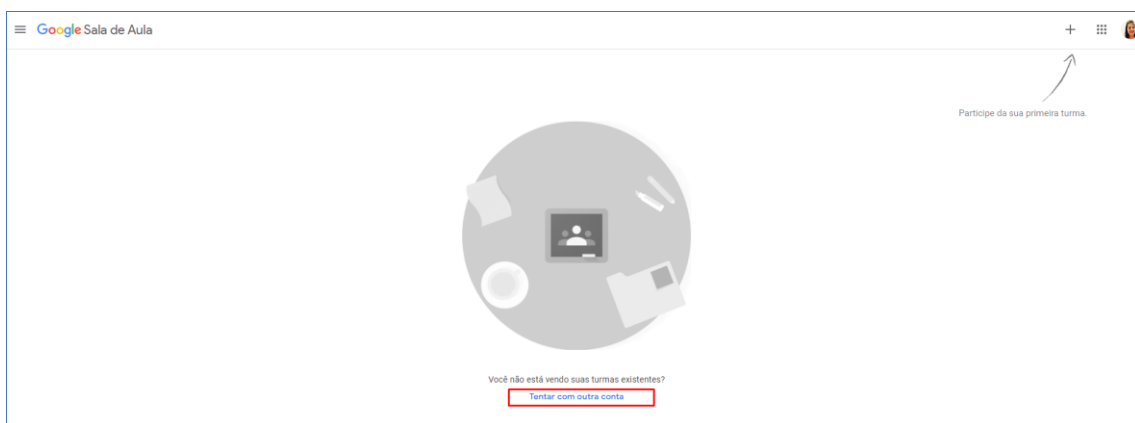 Google Sala de Aula
Participe da sua primeira turma.
Você não está vendo suas turmas existentes?
Tentar com outra conta